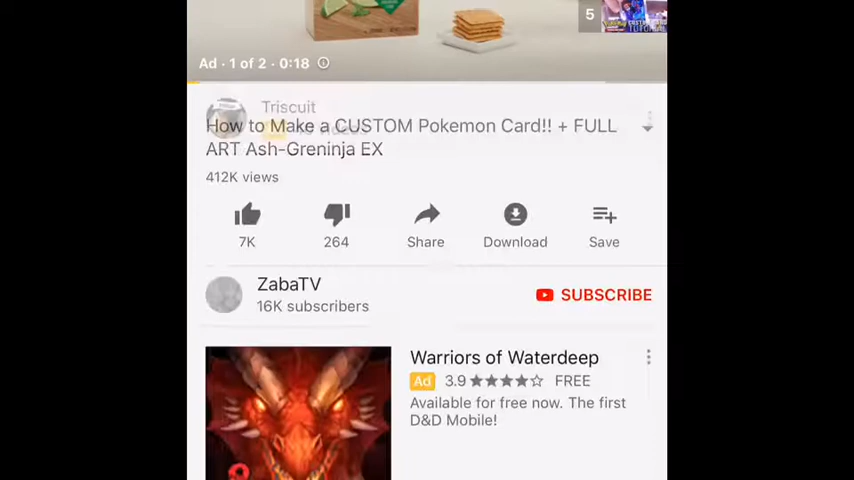 5
TUTORIAL
Ad · 1 of 2 · 0:18
Triscuit
How to Make a CUSTOM Pokemon Card!! + FULL
ART Ash-Greninja EX
412K views
7K
264
Share
Download
Save
ZabaTV
16K subscribers
SUBSCRIBE
Warriors of Waterdeep
Ad 3.9 ★★★★☆ FREE
Available for free now. The first
D&D Mobile!